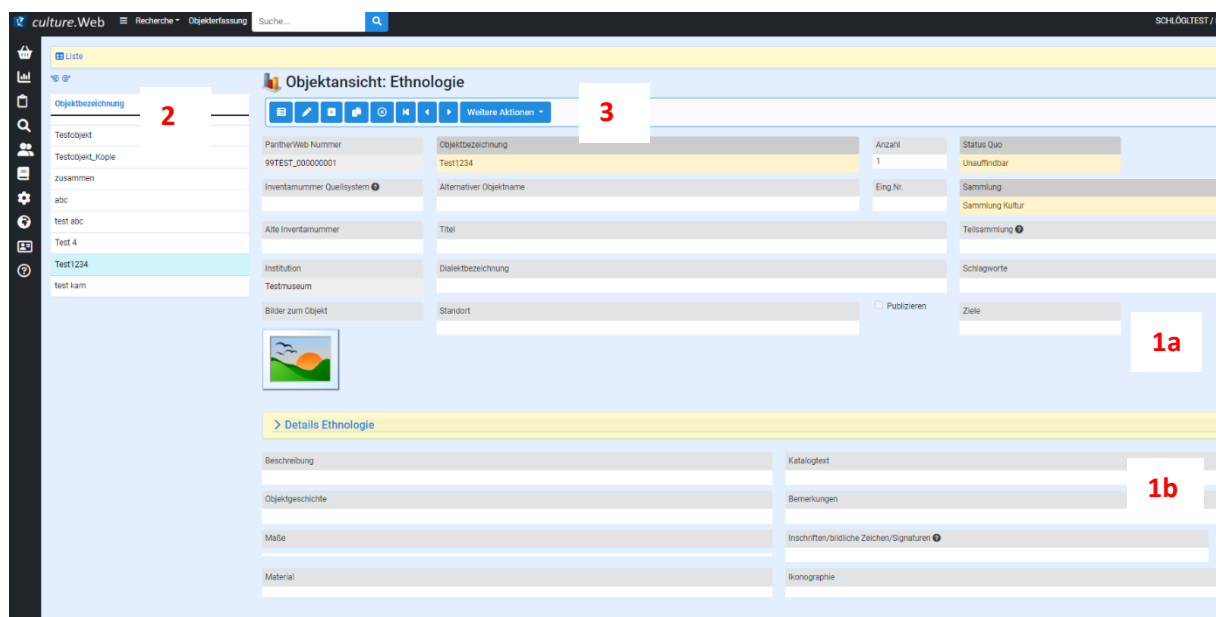 culture.Web Recherche Objekterfassung Suche... SCHLÖGLTEST /
Liste
Objektansicht: Ethnologie
Objektbezeichnung
2
Weitere Aktionen
3
Testobjekt
Testobjekt_Kopie
zusammen
abc
test abc
Test 4
Test1234
test kam
PantherWeb Nummer Objektbezeichnung Anzahl Status Quo
99TEST_000000001 Test1234 1 Unauffindbar
Inventarnummer Quellsystem Alternativer Objektname Eing.Nr. Sammlung
Sammlung Kultur
Alte Inventarnummer Titel Teilsammlung
Institution Dialektbezeichnung Schlagworte
Testmuseum
Bilder zum Objekt Standort Publizieren Ziele
1a
Details Ethnologie
Beschreibung Katalogtext
1b
Objektgeschichte Bemerkungen
Maße Inschriften/bildliche Zeichen/Signaturen
Material Ikonographie